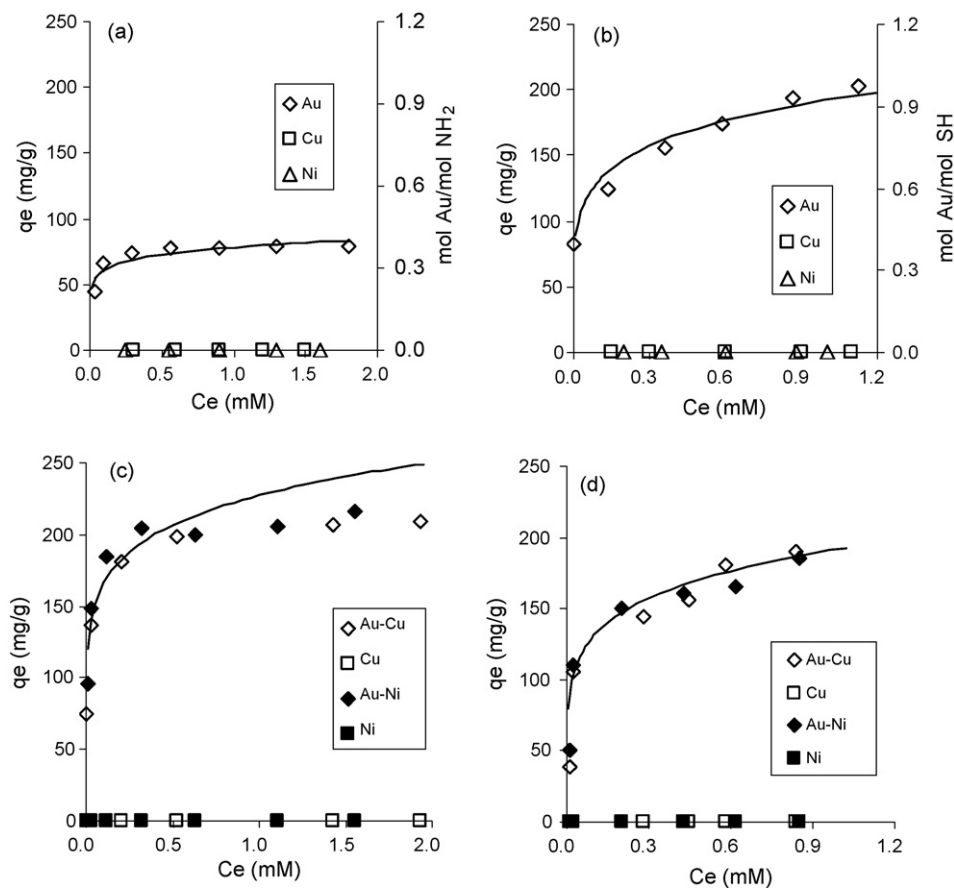 (a)
250
200
150
100
50
0
qe (mg/g)
0.0 0.5 1.0 1.5 2.0
Ce (mM)
1.2
0.9
0.6
0.3
0.0
mol Au/mol NH2
Au
Cu
Ni
(b)
250
200
150
100
50
0
qe (mg/g)
0.0 0.3 0.6 0.9 1.2
Ce (mM)
1.2
0.9
0.6
0.3
0.0
mol Au/mol SH
Au
Cu
Ni
(c)
250
200
150
100
50
0
qe (mg/g)
0.0 0.5 1.0 1.5 2.0
Ce (mM)
Au-Cu
Cu
Au-Ni
Ni
(d)
250
200
150
100
50
0
qe (mg/g)
0.0 0.3 0.6 0.9 1.2
Ce (mM)
Au-Cu
Cu
Au-Ni
Ni